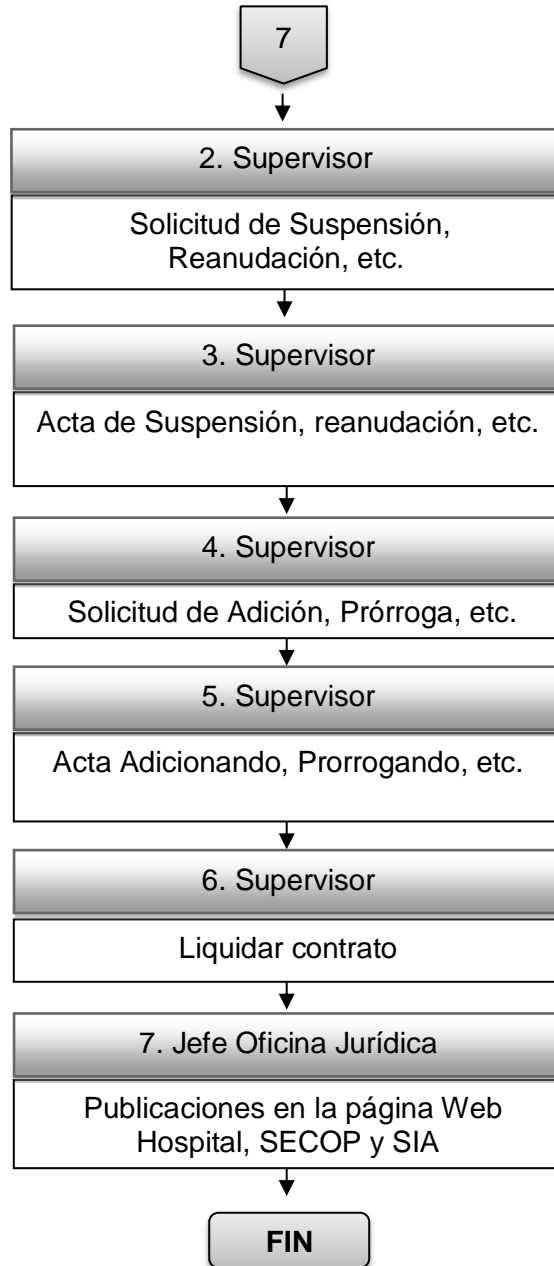 7
2. Supervisor
Solicitud de Suspensión,
Reanudación, etc.
3. Supervisor
Acta de Suspensión, reanudación, etc.
4. Supervisor
Solicitud de Adición, Prórroga, etc.
5. Supervisor
Acta Adicionando, Prorrogando, etc.
6. Supervisor
Liquidar contrato
7. Jefe Oficina Jurídica
Publicaciones en la página Web
Hospital, SECOP y SIA
FIN